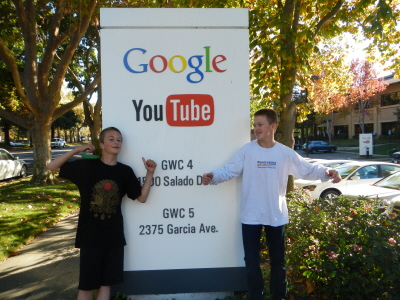 Google
YouTube
GWC 4
Salado
GWC 5
2375 Garcia Ave.